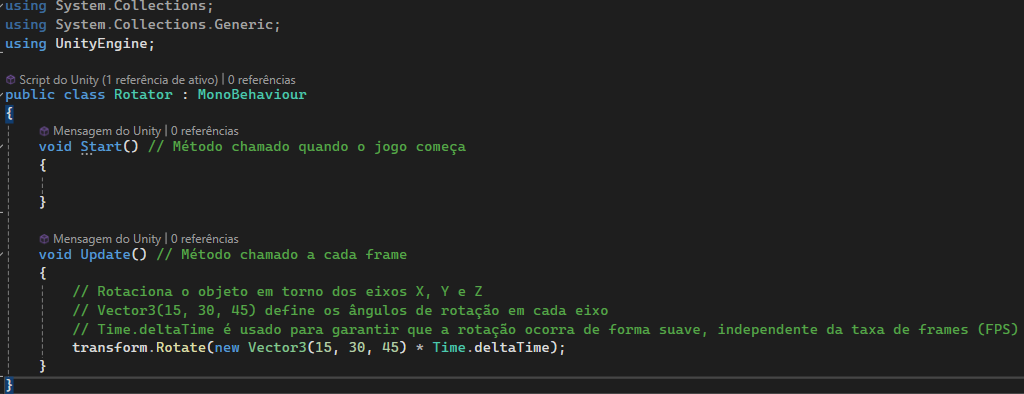 using System.Collections;
using System.Collections.Generic;
using UnityEngine;
Script do Unity (1 referência de ativo) | 0 referências
public class Rotator : MonoBehaviour
{
Mensagem do Unity | 0 referências
void Start() // Método chamado quando o jogo começa
{
}
Mensagem do Unity | 0 referências
void Update() // Método chamado a cada frame
{
// Rotaciona o objeto em torno dos eixos X, Y e Z
// Vector3(15, 30, 45) define os ângulos de rotação em cada eixo
// Time.deltaTime é usado para garantir que a rotação ocorra de forma suave, independente da taxa de frames (FPS)
transform.Rotate(new Vector3(15, 30, 45) * Time.deltaTime);
}
}